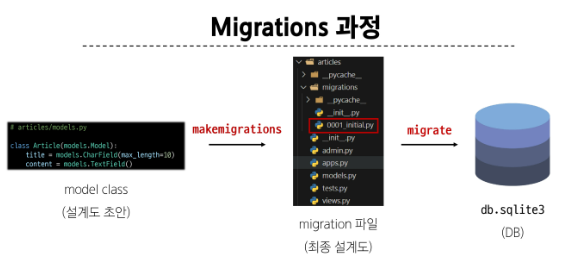 Migrations 과정
# articles/models.py
class Article(models.Model):
title = models.CharField(max_length=10)
content = models.TextField()
model class
(설계도 초안)
makemigrations
articles
__pycache__
migrations
__pycache__
__init__.py
0001_initial.py
__init__.py
admin.py
apps.py
models.py
tests.py
views.py
migration 파일
(최종 설계도)
migrate
db.sqlite3
(DB)